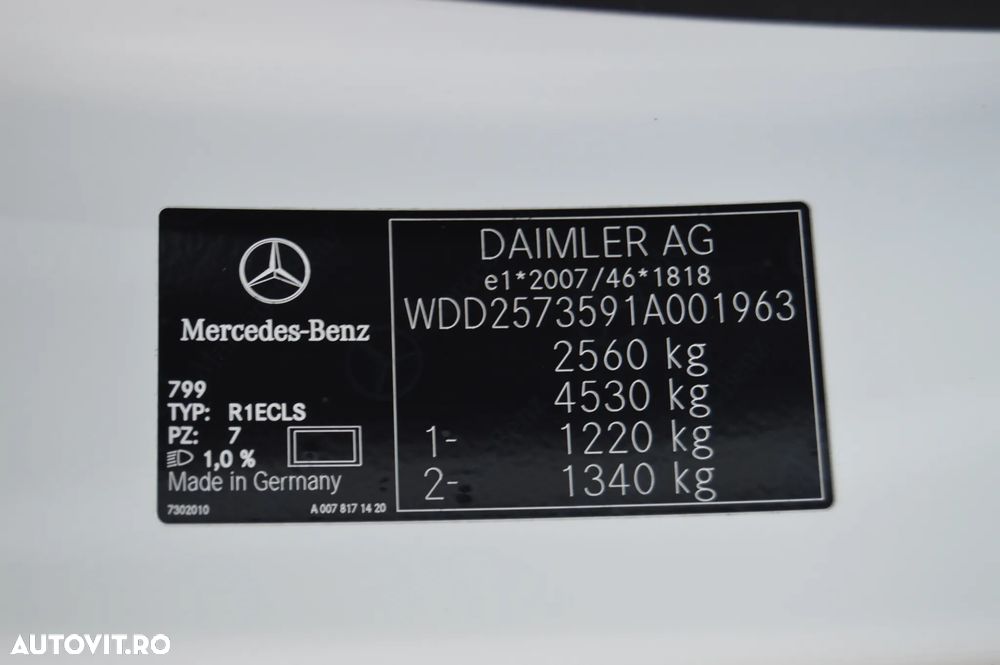 Mercedes-Benz
799
TYP: R1ECLS
PZ: 7
1,0 %
Made in Germany
7302010
A 007 817 14 20
DAIMLER AG
e1*2007/46*1818
WDD2573591A001963
2560 kg
4530 kg
1- 1220 kg
2- 1340 kg
AUTOVIT.RO